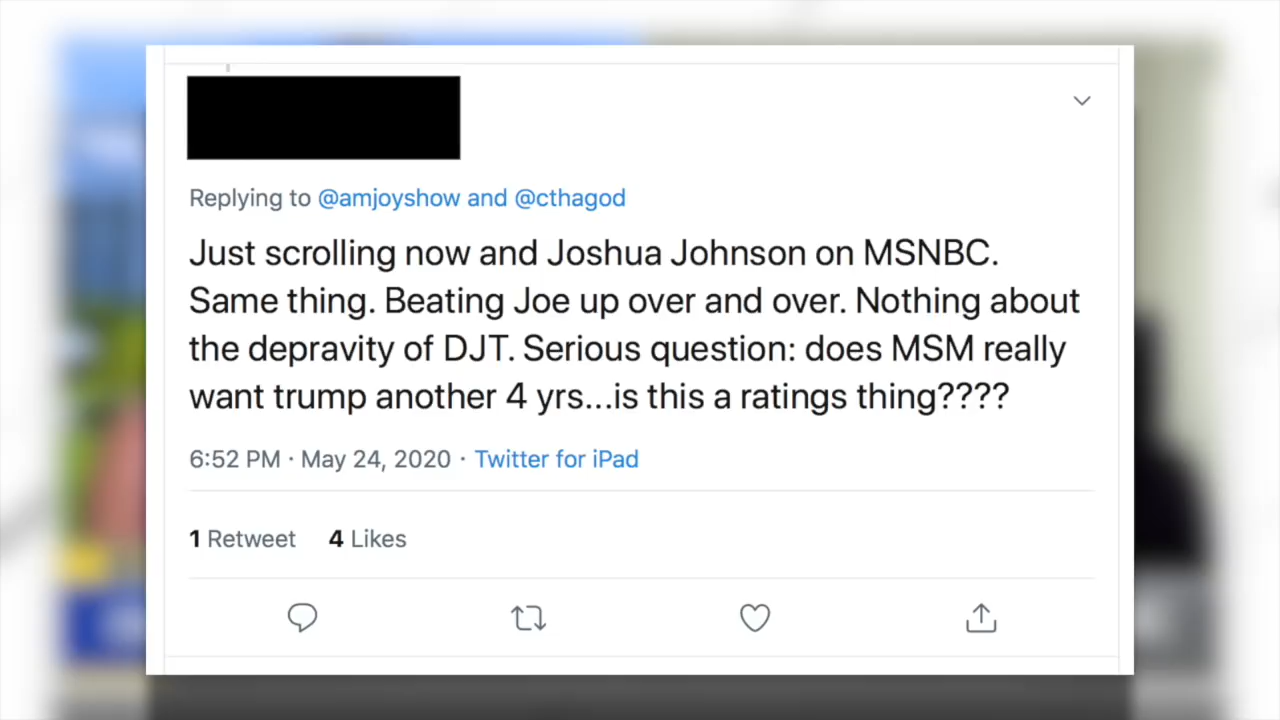 Replying to @amjoyshow and @cthagod
Just scrolling now and Joshua Johnson on MSNBC.
Same thing. Beating Joe up over and over. Nothing about
the depravity of DJT. Serious question: does MSM really
want trump another 4 yrs...is this a ratings thing????
6:52 PM · May 24, 2020 · Twitter for iPad
1 Retweet 4 Likes